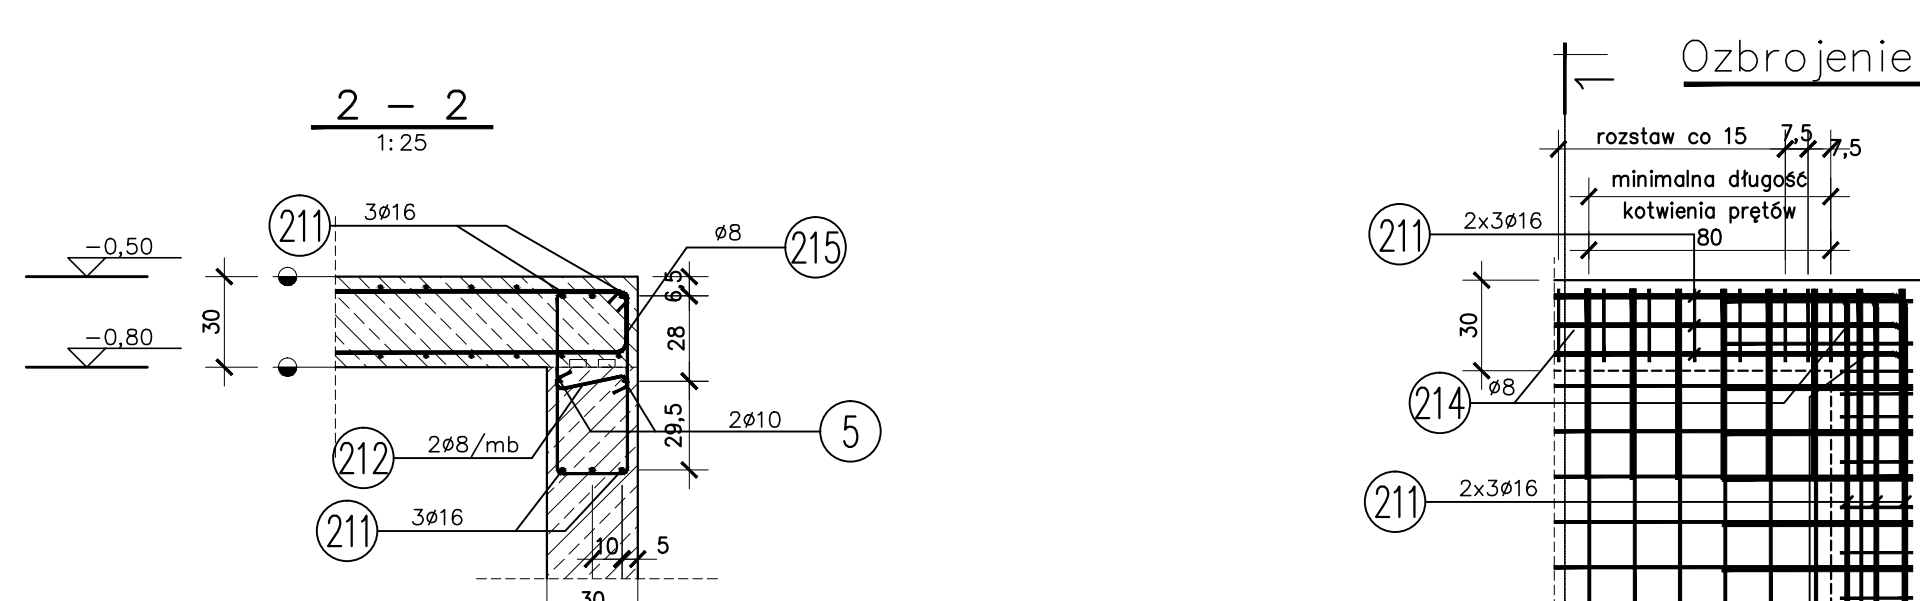 2 - 2
1:25
211
3ø16
ø8
215
-0,50
-0,80
30
6,5
28
29,5
212
2ø8/mb
2ø10
5
211
3ø16
10
5
30
Ozbrojenie
1
rozstaw co 15
7,5
7,5
minimalna długość
kotwienia prętów
80
211
2x3ø16
30
214
ø8
211
2x3ø16